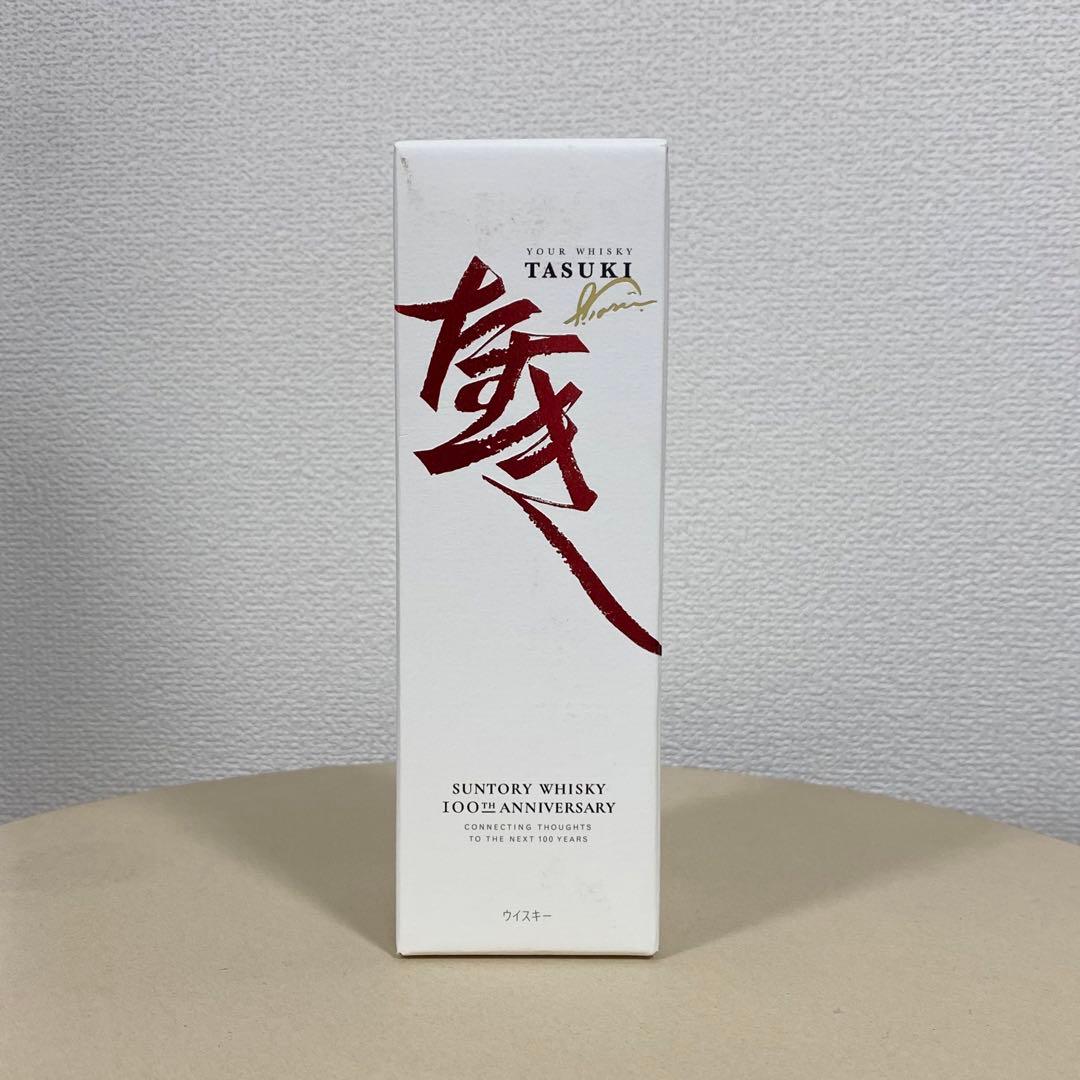 YOUR WHISKY
TASUKI
たすき
SUNTORY WHISKY
100TH ANNIVERSARY
CONNECTING THOUGHTS
TO THE NEXT 100 YEARS
ウイスキー